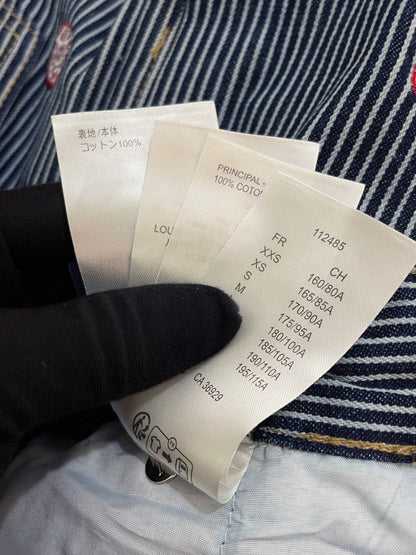 表地/本体
コットン100%
LOU
PRINCIPAL -
100% COTO
112485
FR CH
XXS 160/80A
XS 165/85A
S 170/90A
M 175/95A
180/100A
185/105A
190/110A
195/115A
CA 36929